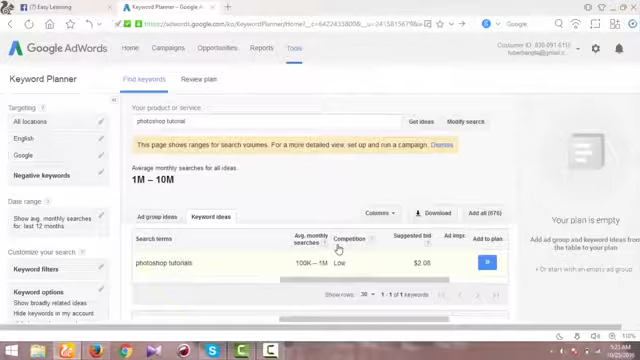 (7) Easy Learning
Keyword Planner – Goog
Google
Google AdWords
Home
Campaigns
Opportunities
Reports
Tools
Keyword Planner
Find keywords
Review plan
Targeting
All locations
English
Google
Negative keywords
Date range
Show avg. monthly searches
for: last 12 months
Customize your search
Keyword filters
Keyword options
Show broadly related ideas
Hide keywords in my account
Your product or service
photoshop tutorial
Get ideas
Modify search
This page shows ranges for search volumes. For a more detailed view, set up and run a campaign. Dismiss
Average monthly searches for all ideas
1M – 10M
Ad group ideas
Keyword ideas
Columns
Download
Add all (676)
Search terms
Avg. monthly
searches
Competition
Suggested bid
Ad impr.
Add to plan
photoshop tutorials
100K – 1M
Low
$2.08
Show rows: 30
1 - 1 of 1 keywords
Your plan is empty
Add ad group and keyword ideas from
the table to your plan
Or start with an empty ad group
110%
10/25/2016